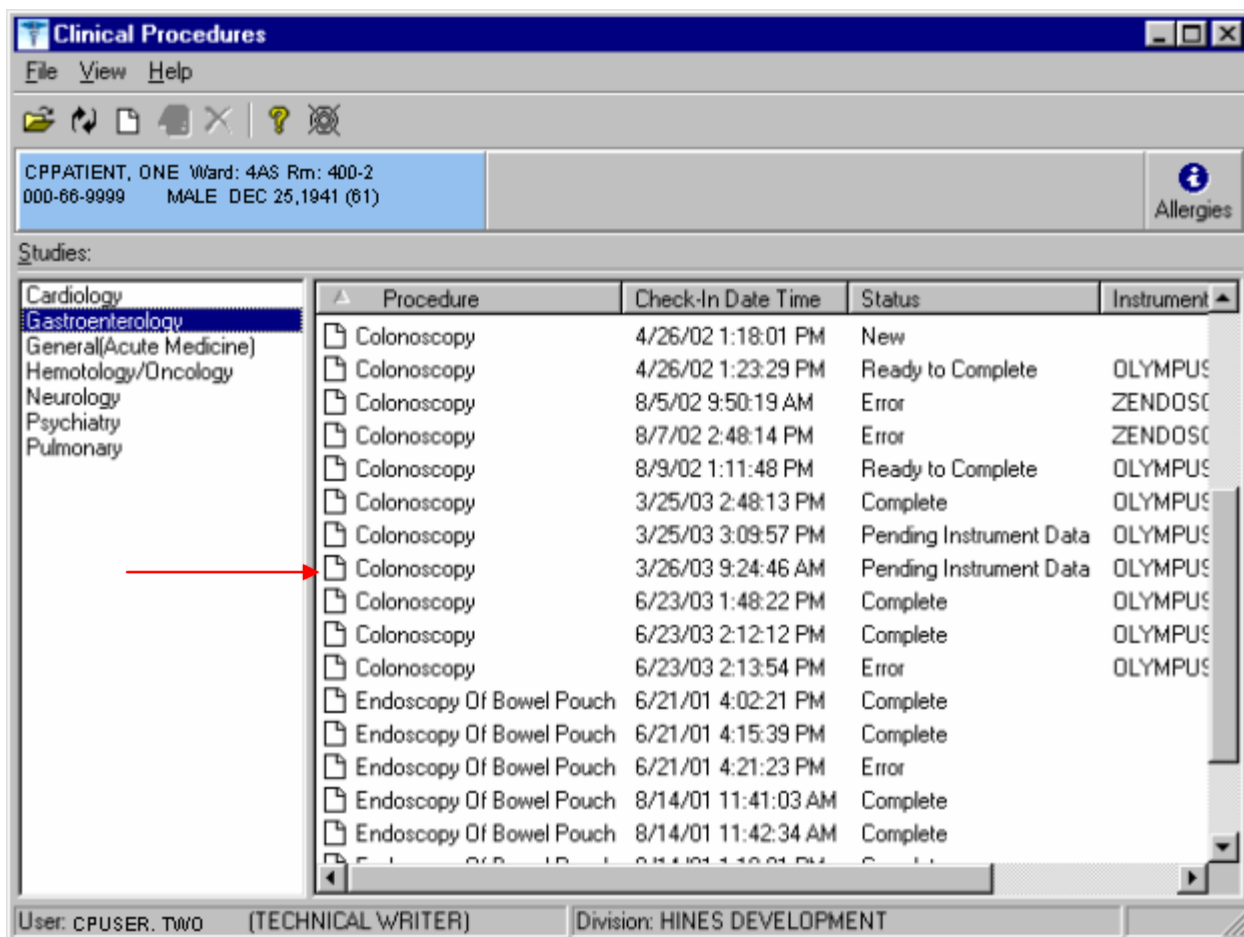 Clinical Procedures
File View Help
CPPATIENT, ONE Ward: 4AS Rm: 400-2
000-66-9999 MALE DEC 25,1941 (61)
Allergies
Studies:
Cardiology
Gastroenterology
General(Acute Medicine)
Hemotology/Oncology
Neurology
Psychiatry
Pulmonary
Procedure Check-In Date Time Status Instrument
Colonoscopy 4/26/02 1:18:01 PM New
Colonoscopy 4/26/02 1:23:29 PM Ready to Complete OLYMPUS
Colonoscopy 8/5/02 9:50:19 AM Error ZENDOSC
Colonoscopy 8/7/02 2:48:14 PM Error ZENDOSC
Colonoscopy 8/9/02 1:11:48 PM Ready to Complete OLYMPUS
Colonoscopy 3/25/03 2:48:13 PM Complete OLYMPUS
Colonoscopy 3/25/03 3:09:57 PM Pending Instrument Data OLYMPUS
Colonoscopy 3/26/03 9:24:46 AM Pending Instrument Data OLYMPUS
Colonoscopy 6/23/03 1:48:22 PM Complete OLYMPUS
Colonoscopy 6/23/03 2:12:12 PM Complete OLYMPUS
Colonoscopy 6/23/03 2:13:54 PM Error OLYMPUS
Endoscopy Of Bowel Pouch 6/21/01 4:02:21 PM Complete
Endoscopy Of Bowel Pouch 6/21/01 4:15:39 PM Complete
Endoscopy Of Bowel Pouch 6/21/01 4:21:23 PM Error
Endoscopy Of Bowel Pouch 8/14/01 11:41:03 AM Complete
Endoscopy Of Bowel Pouch 8/14/01 11:42:34 AM Complete
User: CPUSER. TWO (TECHNICAL WRITER) Division: HINES DEVELOPMENT